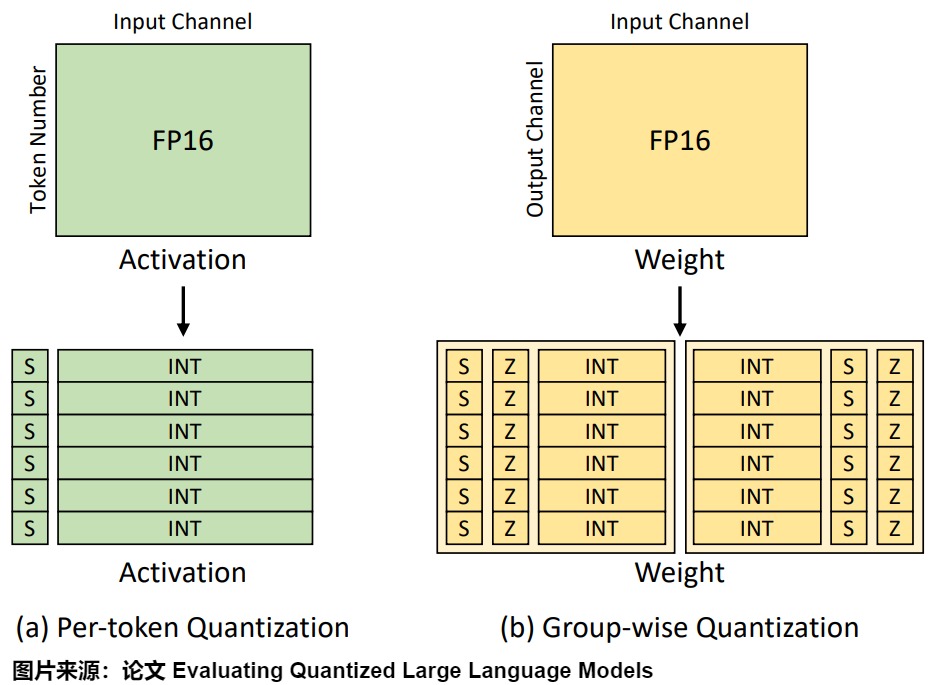 Input Channel
Token Number
FP16
Activation
S INT
S INT
S INT
S INT
S INT
S INT
Activation
(a) Per-token Quantization
Input Channel
Output Channel
FP16
Weight
S Z INT INT S Z
S Z INT INT S Z
S Z INT INT S Z
S Z INT INT S Z
S Z INT INT S Z
S Z INT INT S Z
Weight
(b) Group-wise Quantization
图片来源：论文 Evaluating Quantized Large Language Models